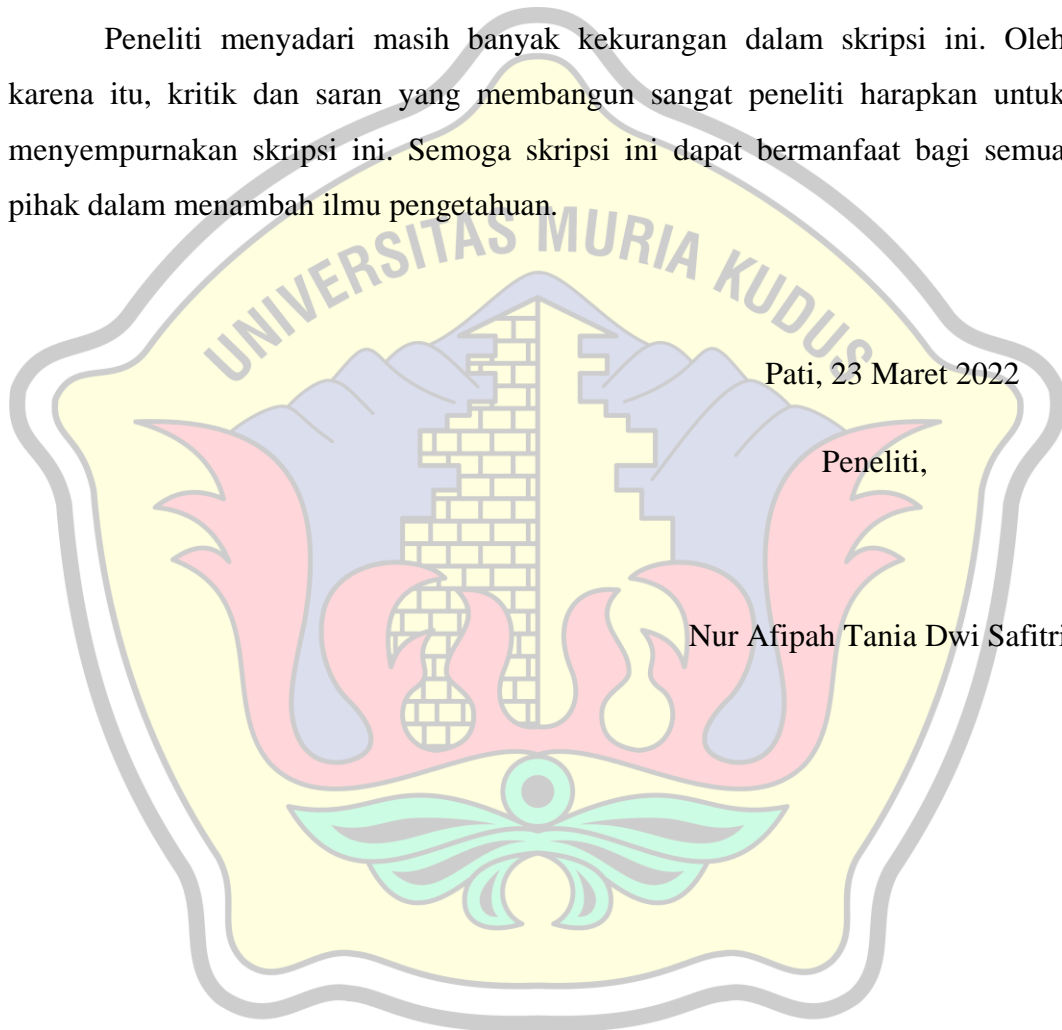 Peneliti menyadari masih banyak kekurangan dalam skripsi ini. Oleh
karena itu, kritik dan saran yang membangun sangat peneliti harapkan untuk
menyempurnakan skripsi ini. Semoga skripsi ini dapat bermanfaat bagi semua
pihak dalam menambah ilmu pengetahuan.
UNIVERSITAS MURIA KUDUS
Pati, 23 Maret 2022
Peneliti,
Nur Afipah Tania Dwi Safitri